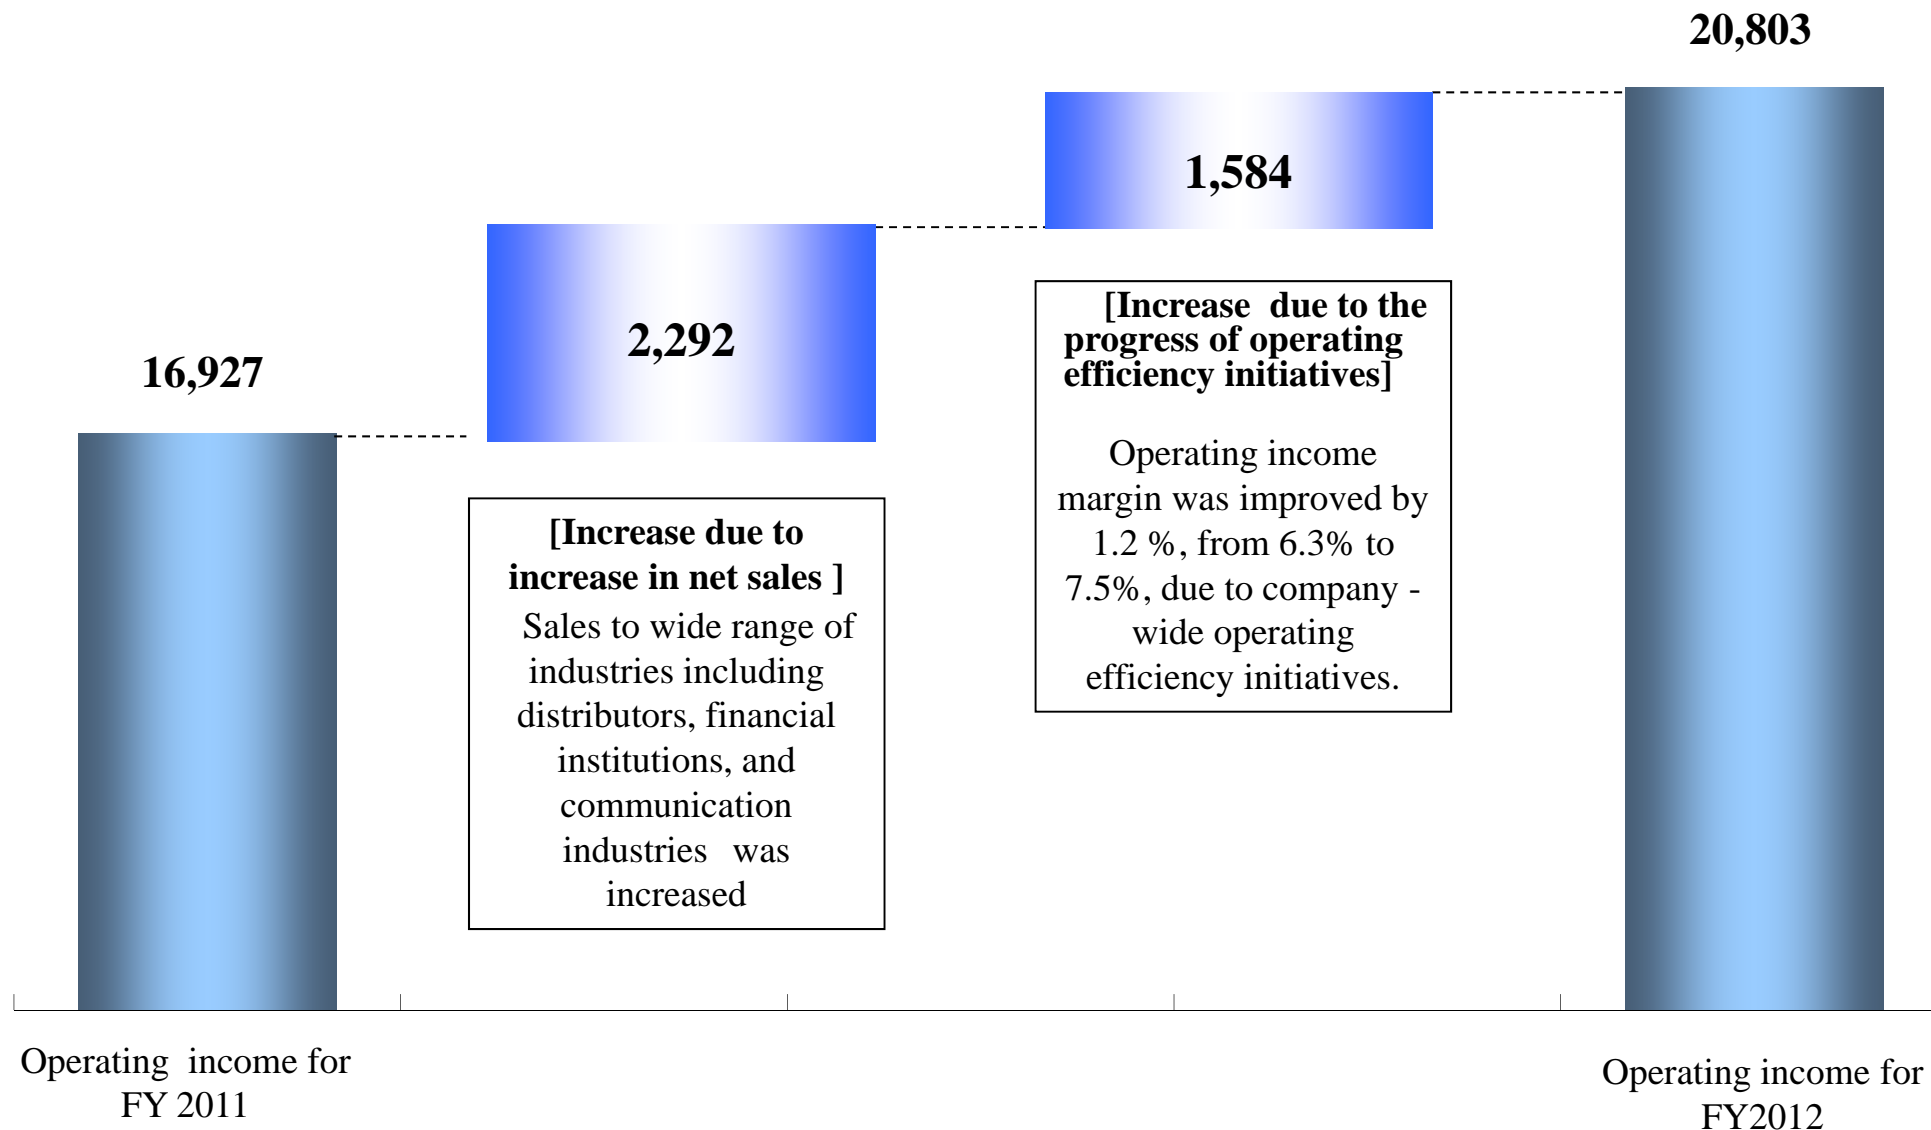 20,803
1,584
2,292
16,927
[Increase due to the
progress of operating
efficiency initiatives]
Operating income
margin was improved by
1.2 %, from 6.3% to
7.5%, due to company -
wide operating
efficiency initiatives.
[Increase due to
increase in net sales ]
Sales to wide range of
industries including
distributors, financial
institutions, and
communication
industries was
increased
Operating income for
FY 2011
Operating income for
FY2012